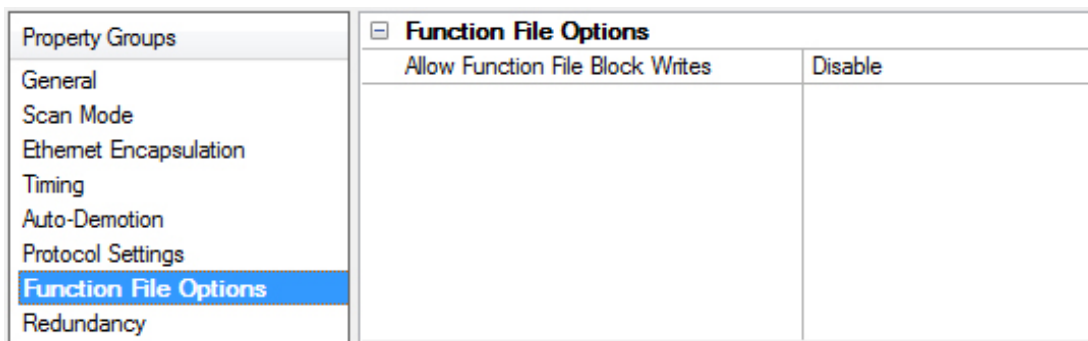 Property Groups
General
Scan Mode
Ethernet Encapsulation
Timing
Auto-Demotion
Protocol Settings
Function File Options
Redundancy
Function File Options
Allow Function File Block Writes Disable